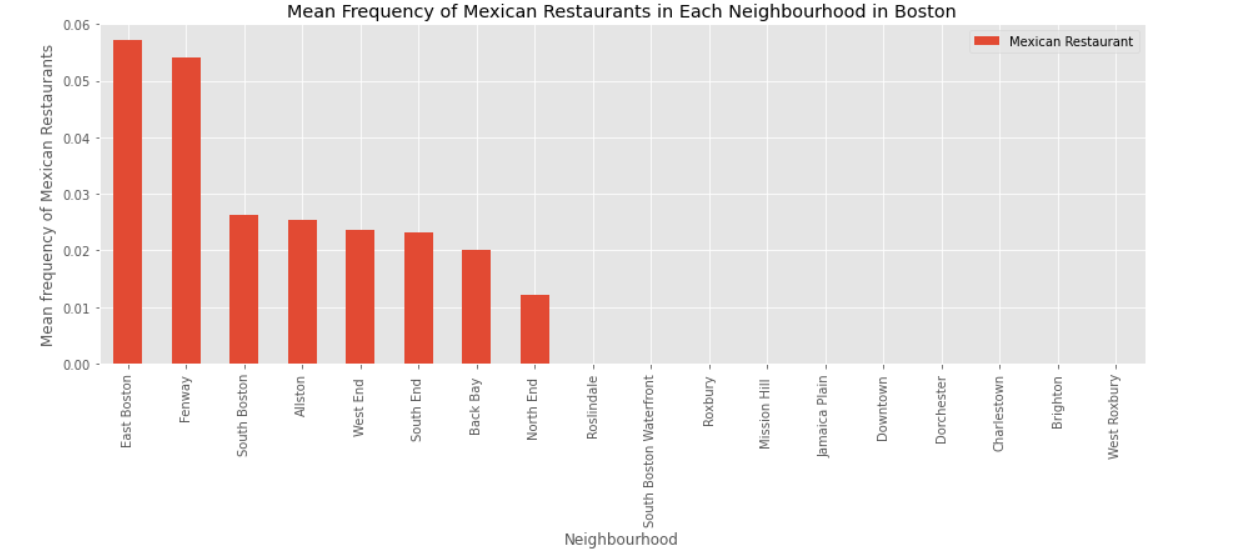 Mean Frequency of Mexican Restaurants in Each Neighbourhood in Boston
Mexican Restaurant
Mean frequency of Mexican Restaurants
0.06
0.05
0.04
0.03
0.02
0.01
0.00
East Boston
Fenway
South Boston
Allston
West End
South End
Back Bay
North End
Roslindale
South Boston Waterfront
Roxbury
Mission Hill
Jamaica Plain
Downtown
Dorchester
Charlestown
Brighton
West Roxbury
Neighbourhood